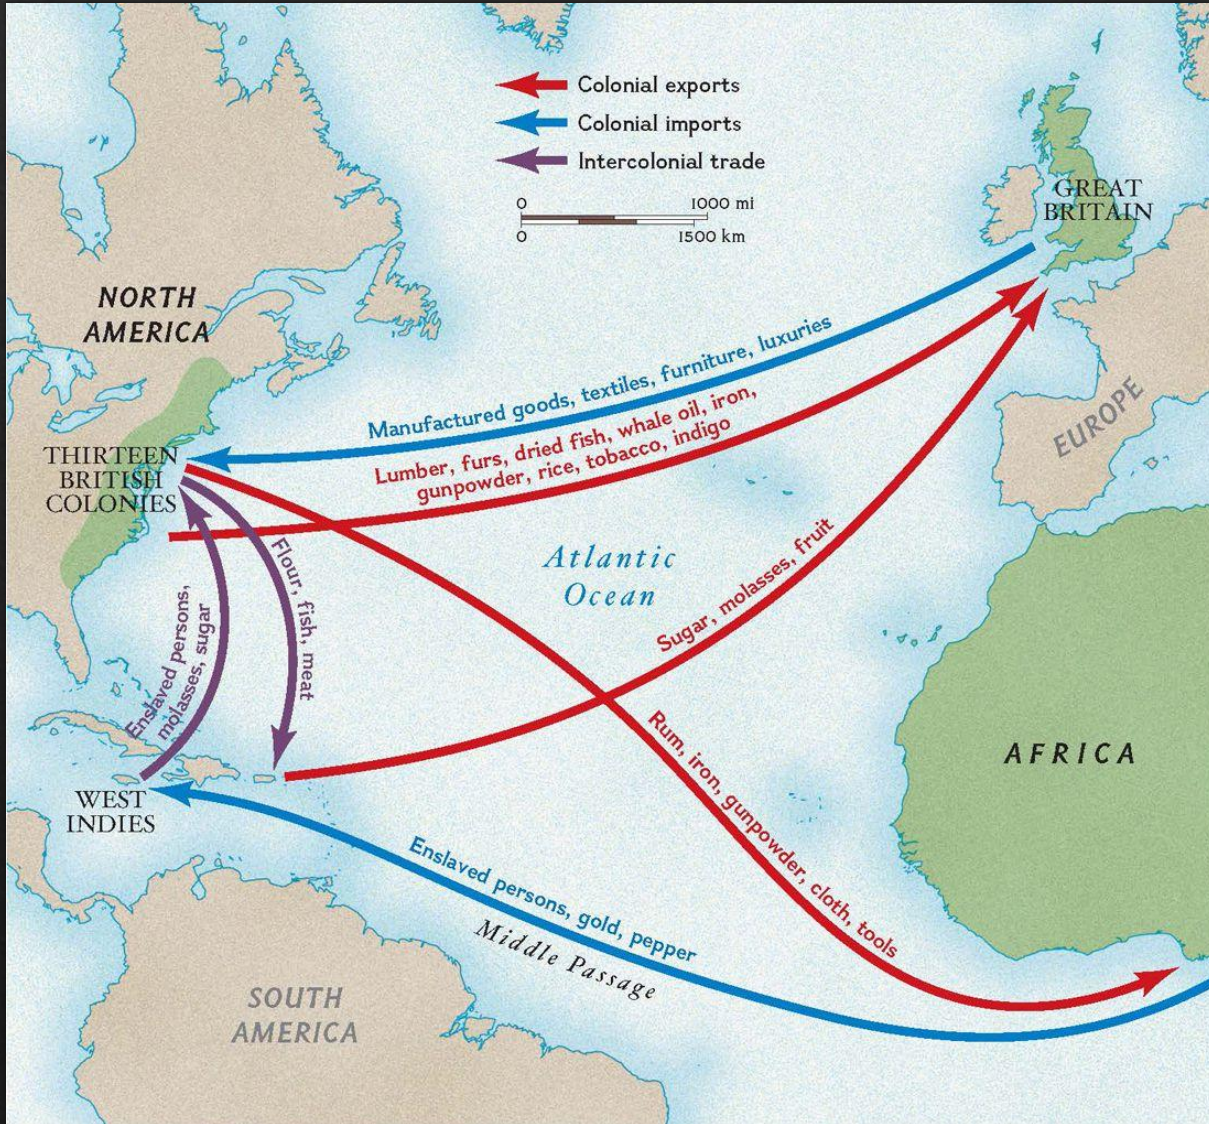 Colonial exports
Colonial imports
Intercolonial trade
0 1000 mi
0 1500 km
GREAT
BRITAIN
NORTH
AMERICA
Manufactured goods, textiles, furniture, luxuries
Lumber, furs, dried fish, whale oil, iron,
gunpowder, rice, tobacco, indigo
EUROPE
THIRTEEN
BRITISH
COLONIES
Atlantic
Ocean
Flour, fish, meat
Enslaved persons,
molasses, sugar
Sugar, molasses, fruit
Rum, iron, gunpowder, cloth, tools
AFRICA
WEST
INDIES
Enslaved persons, gold, pepper
Middle Passage
SOUTH
AMERICA